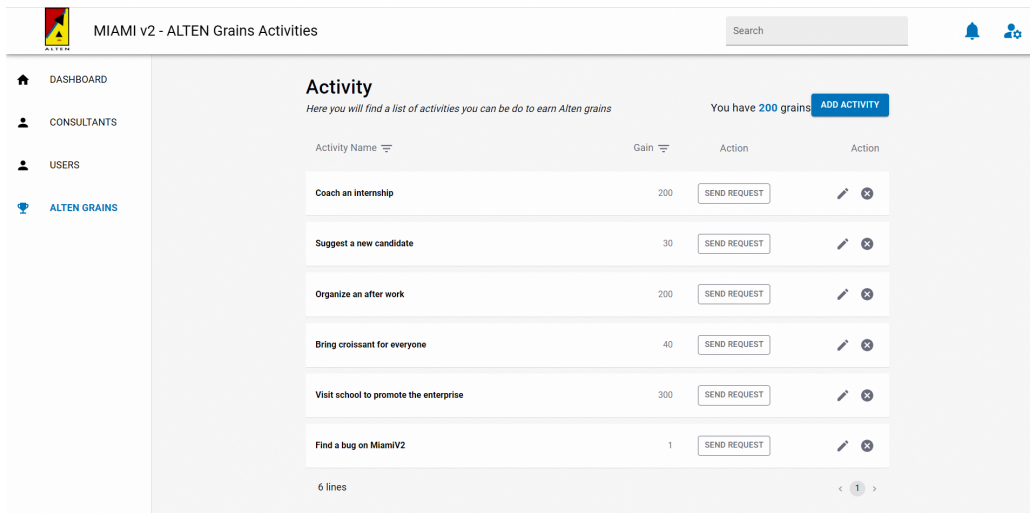 MIAMI v2 - ALTEN Grains Activities
Search
ALTEN
DASHBOARD
CONSULTANTS
USERS
ALTEN GRAINS
Activity
Here you will find a list of activities you can be do to earn Alten grains
You have 200 grains
ADD ACTIVITY
Activity Name Gain Action Action
Coach an internship 200 SEND REQUEST
Suggest a new candidate 30 SEND REQUEST
Organize an after work 200 SEND REQUEST
Bring croissant for everyone 40 SEND REQUEST
Visit school to promote the enterprise 300 SEND REQUEST
Find a bug on MiamiV2 1 SEND REQUEST
6 lines
‹ 1 ›